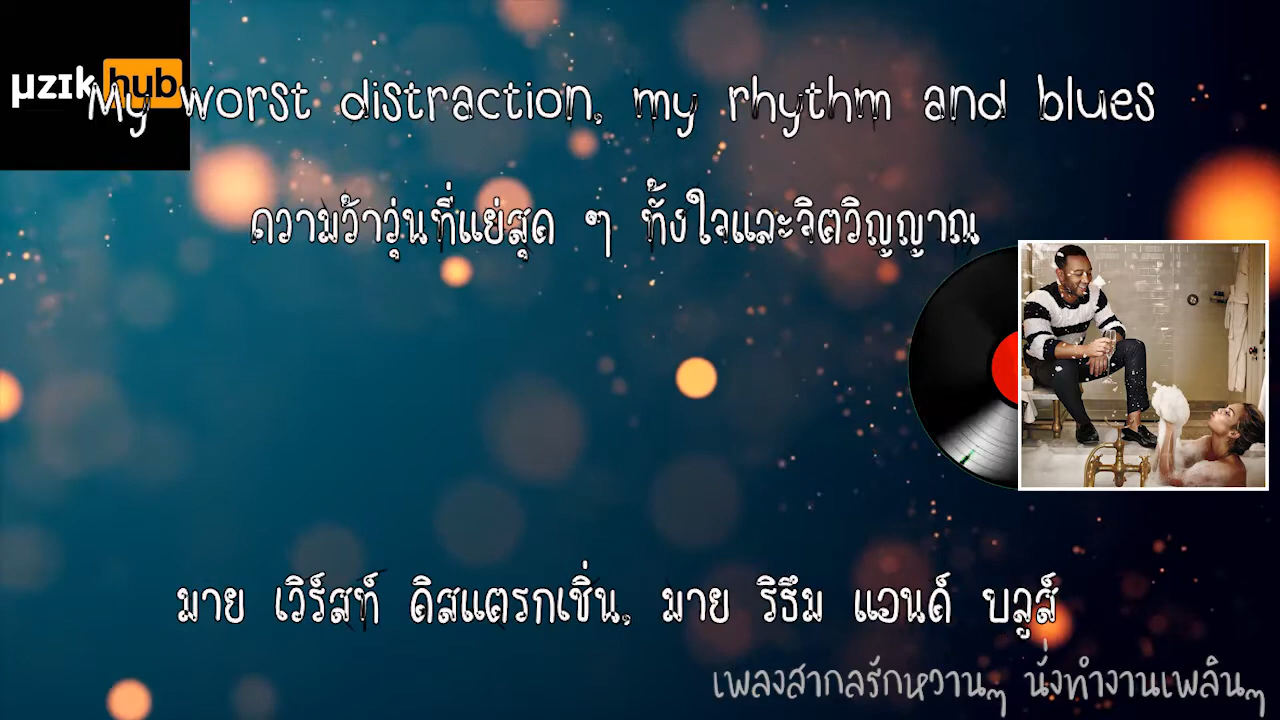 μzɪk hub
My worst distraction, my rhythm and blues
ความว้าวุ่นที่แย่สุด ๆ ทั้งใจและจิตวิญญาณ
มาย เวิร์สท์ ดิสแตรกเชิ่น, มาย ริธึม แอนด์ บลูส์
เพลงสากลรักหวานๆ นั่งทำงานเพลินๆ